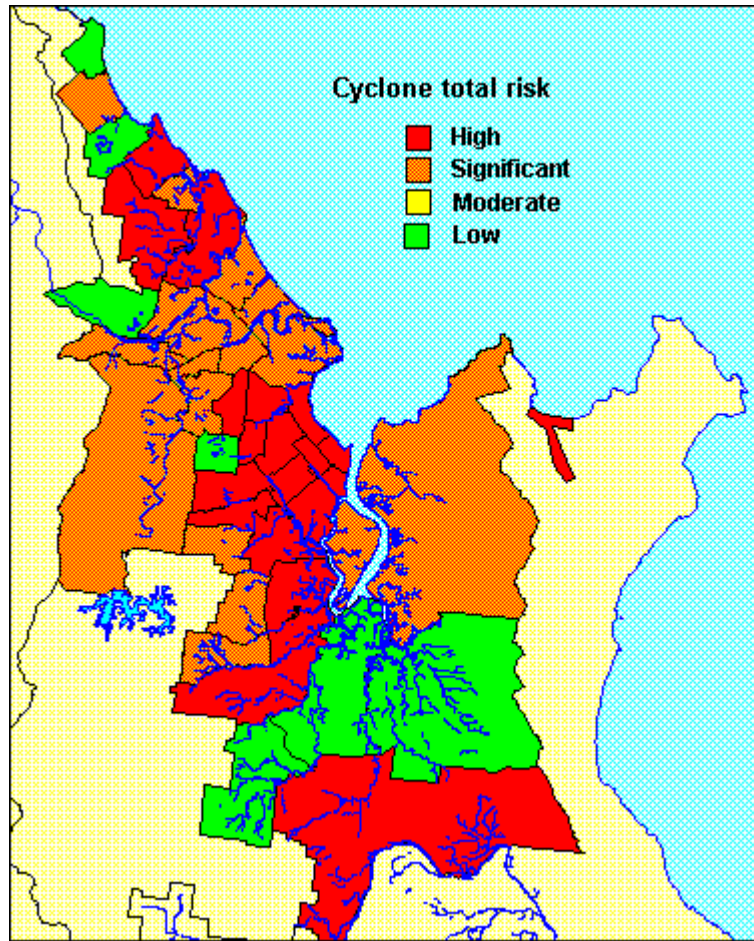 Cyclone total risk
High
Significant
Moderate
Low